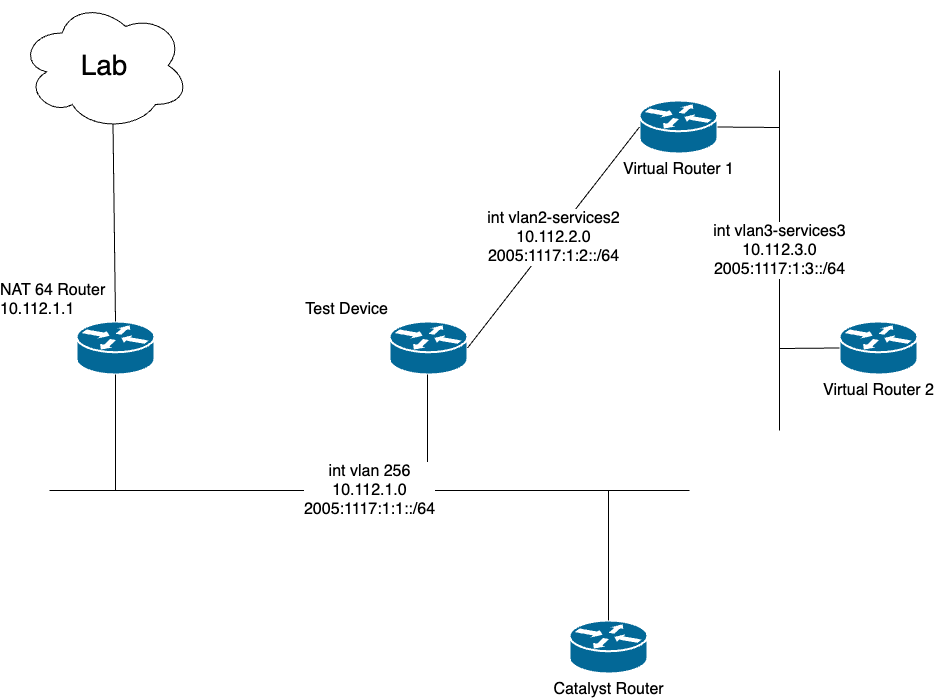 Lab
Virtual Router 1
int vlan2-services2
10.112.2.0
2005:1117:1:2::/64
int vlan3-services3
10.112.3.0
2005:1117:1:3::/64
NAT 64 Router
10.112.1.1
Test Device
Virtual Router 2
int vlan 256
10.112.1.0
2005:1117:1:1::/64
Catalyst Router